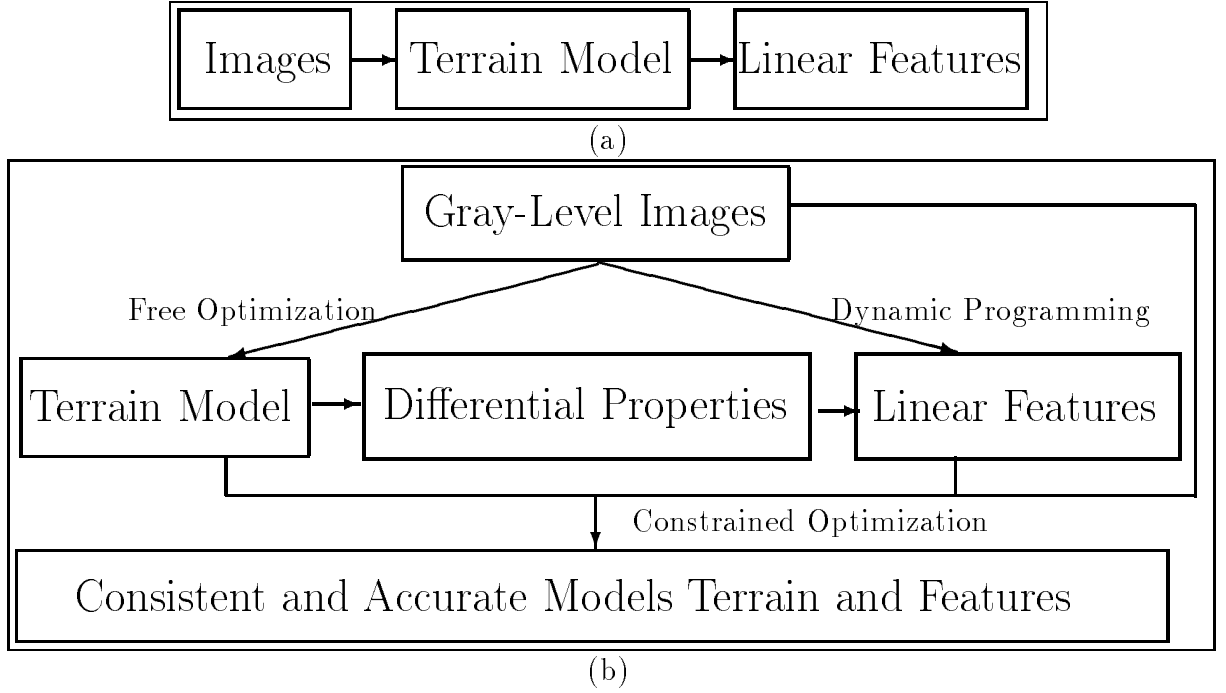 Images
Terrain Model
Linear Features
(a)
Gray-Level Images
Free Optimization
Dynamic Programming
Terrain Model
Differential Properties
Linear Features
Constrained Optimization
Consistent and Accurate Models Terrain and Features
(b)